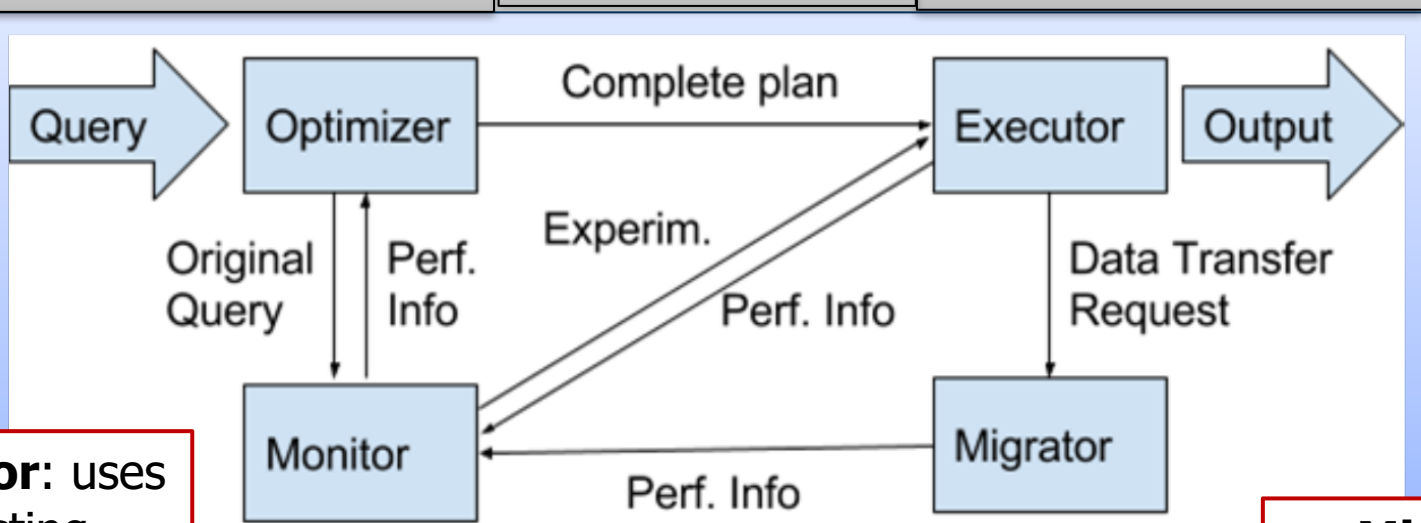 Query
Optimizer
Complete plan
Executor
Output
Original
Query
Perf.
Info
Experim.
Perf. Info
Data Transfer
Request
Monitor
Perf. Info
Migrator
or: uses